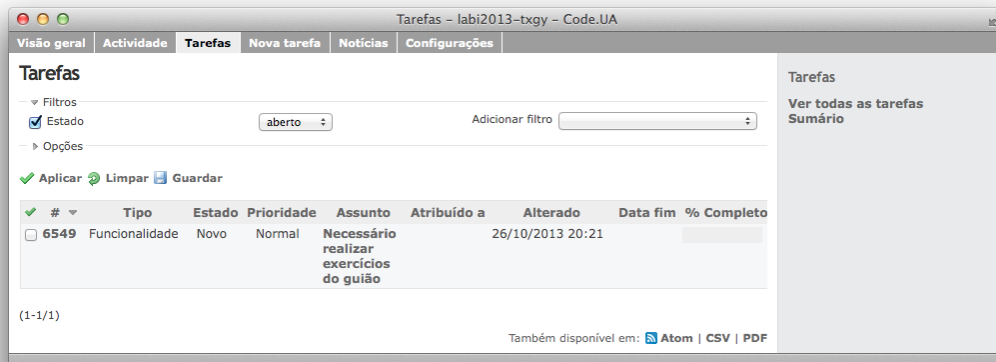 Tarefas – labi2013-txgy – Code.UA
Visão geral Actividade Tarefas Nova tarefa Notícias Configurações
Tarefas
Filtros
Estado aberto Adicionar filtro
Opções
Aplicar Limpar Guardar
# Tipo Estado Prioridade Assunto Atribuído a Alterado Data fim % Completo
6549 Funcionalidade Novo Normal Necessário 26/10/2013 20:21
realizar
exercícios
do guião
(1-1/1)
Também disponível em: Atom | CSV | PDF
Tarefas
Ver todas as tarefas
Sumário